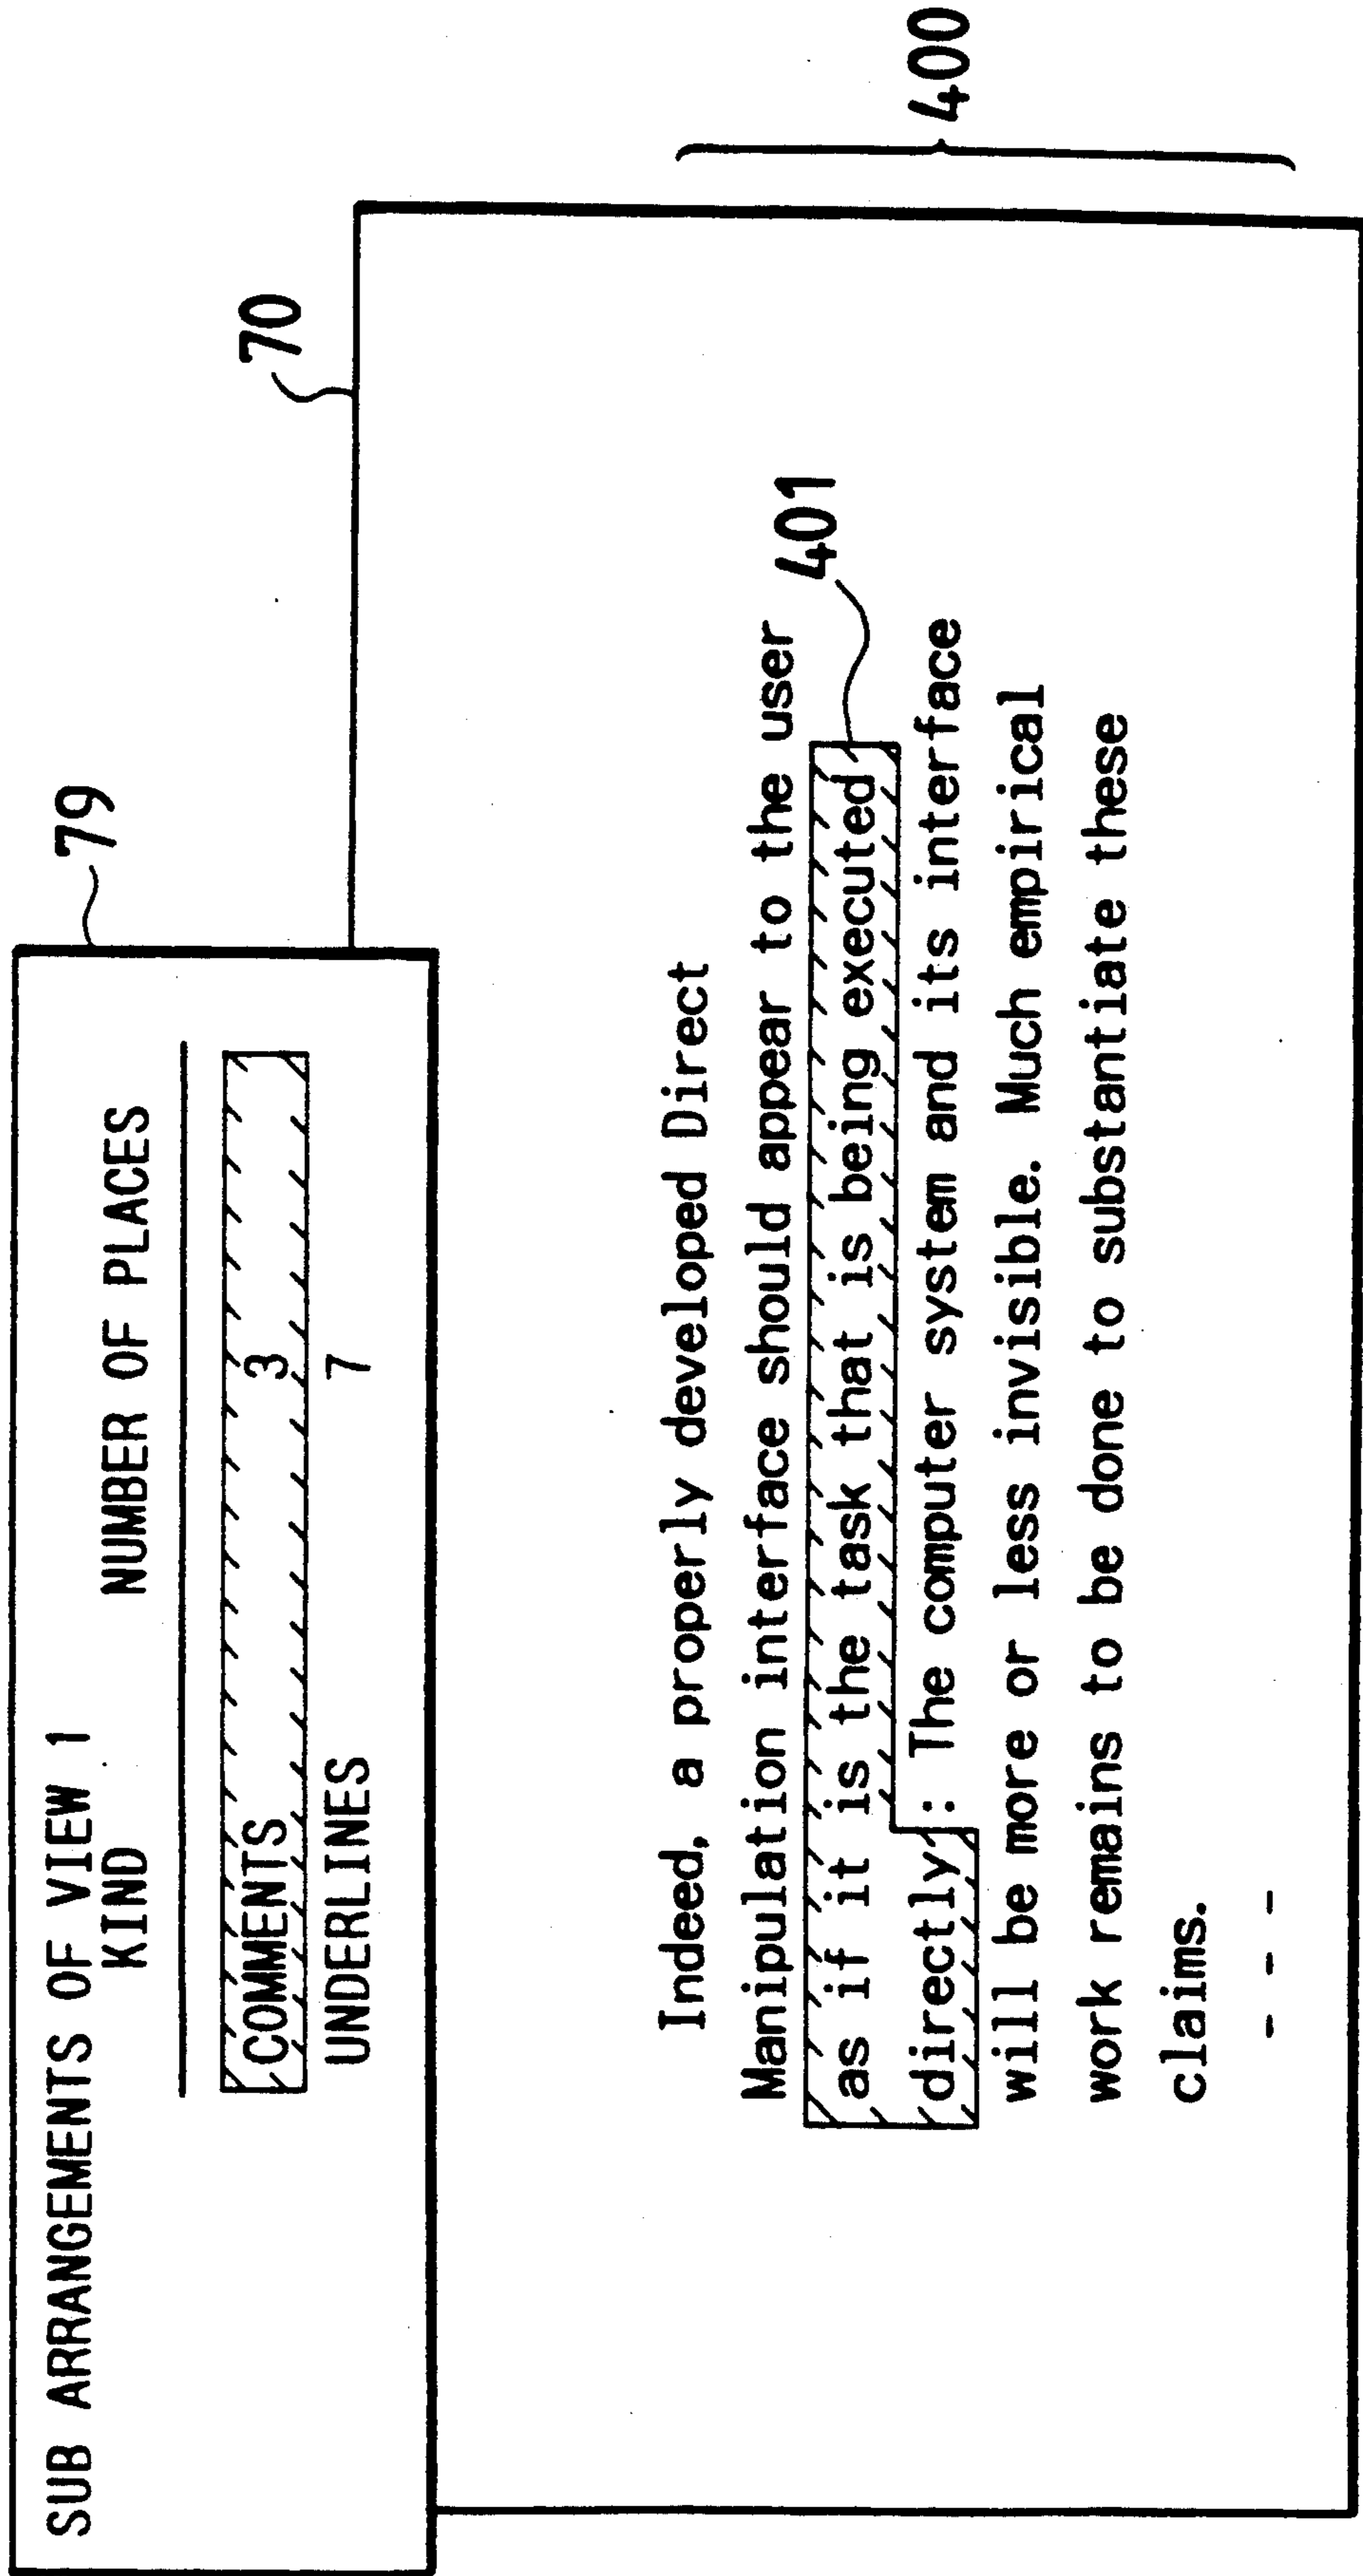 SUB ARRANGEMENTS OF VIEW 1
KIND NUMBER OF PLACES
COMMENTS 3
UNDERLINES 7
79
70
Indeed, a properly developed Direct
Manipulation interface should appear to the user
as if it is the task that is being executed
directly: The computer system and its interface
will be more or less invisible. Much empirical
work remains to be done to substantiate these
claims.
- - -
401
400